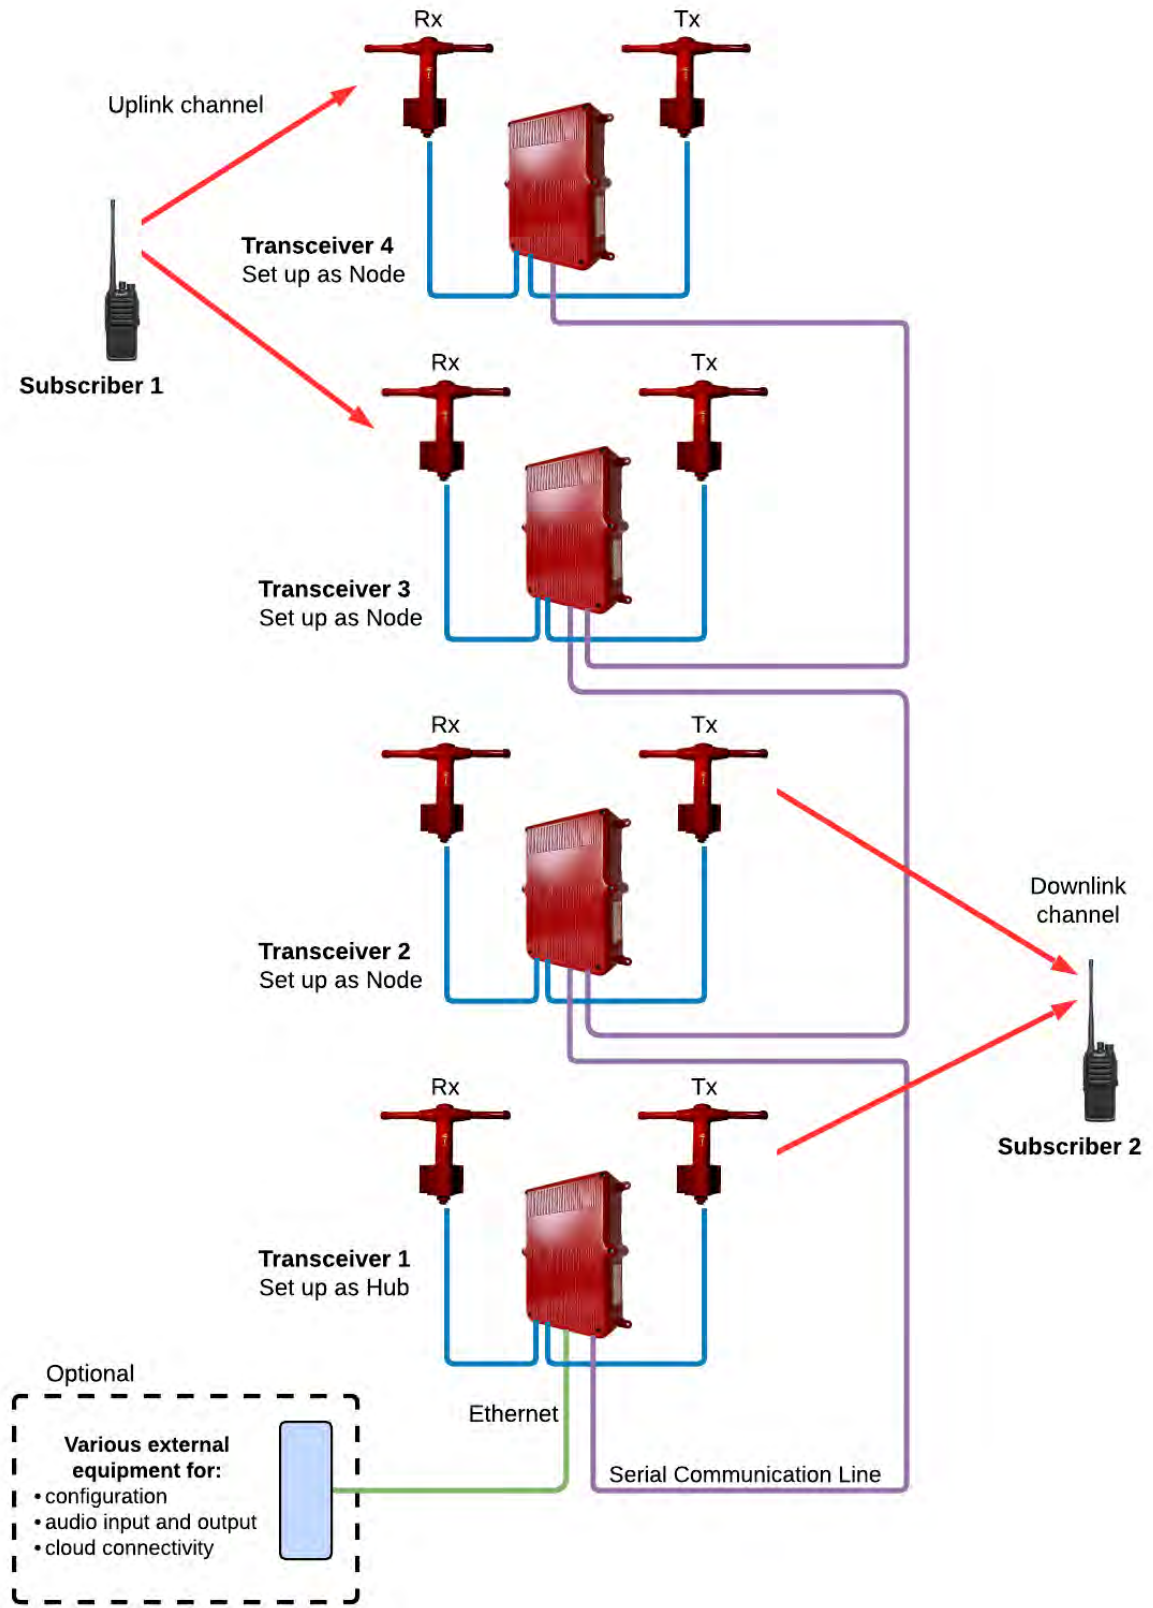 Rx
Tx
Uplink channel
Transceiver 4
Set up as Node
Subscriber 1
Rx
Tx
Transceiver 3
Set up as Node
Rx
Tx
Downlink
channel
Transceiver 2
Set up as Node
Rx
Tx
Subscriber 2
Transceiver 1
Set up as Hub
Optional
Ethernet
Various external
equipment for:
Serial Communication Line
• configuration
• audio input and output
• cloud connectivity